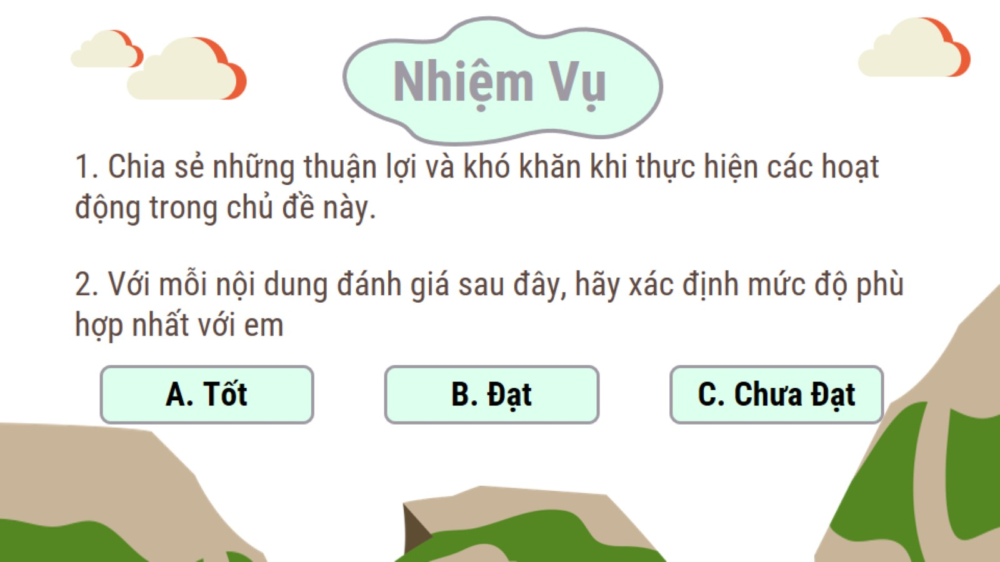 Nhiệm Vụ
1. Chia sẻ những thuận lợi và khó khăn khi thực hiện các hoạt
động trong chủ đề này.
2. Với mỗi nội dung đánh giá sau đây, hãy xác định mức độ phù
hợp nhất với em
A. Tốt
B. Đạt
C. Chưa Đạt